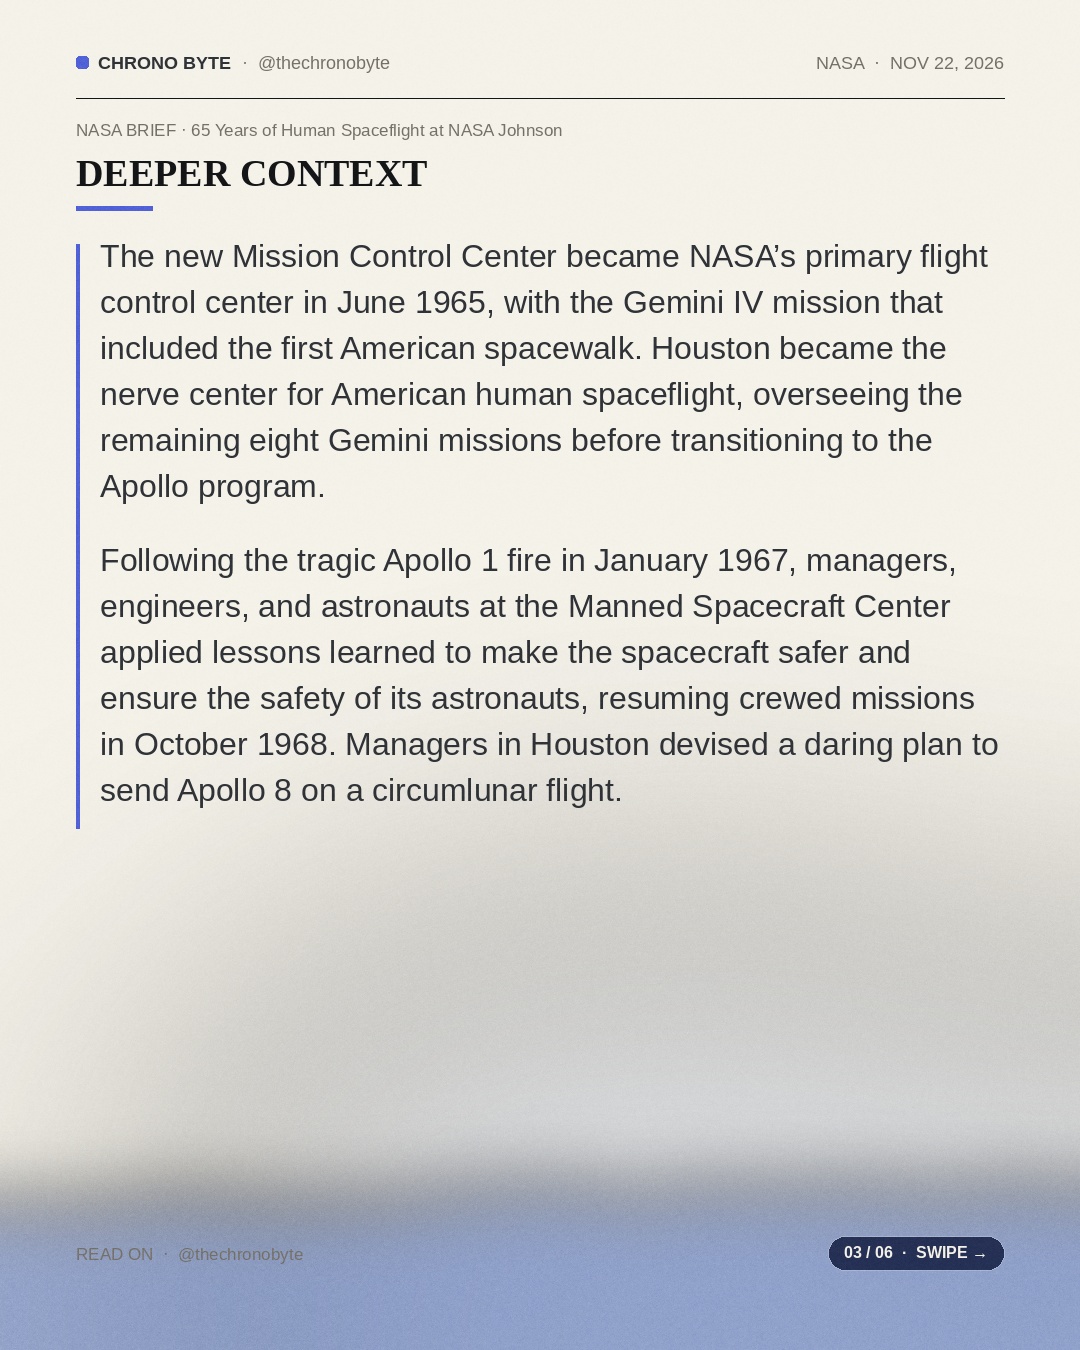 CHRONO BYTE · @thechronobyte
NASA · NOV 22, 2026
NASA BRIEF · 65 Years of Human Spaceflight at NASA Johnson
DEEPER CONTEXT
The new Mission Control Center became NASA’s primary flight
control center in June 1965, with the Gemini IV mission that
included the first American spacewalk. Houston became the
nerve center for American human spaceflight, overseeing the
remaining eight Gemini missions before transitioning to the
Apollo program.
Following the tragic Apollo 1 fire in January 1967, managers,
engineers, and astronauts at the Manned Spacecraft Center
applied lessons learned to make the spacecraft safer and
ensure the safety of its astronauts, resuming crewed missions
in October 1968. Managers in Houston devised a daring plan to
send Apollo 8 on a circumlunar flight.
READ ON · @thechronobyte
03 / 06 · SWIPE →